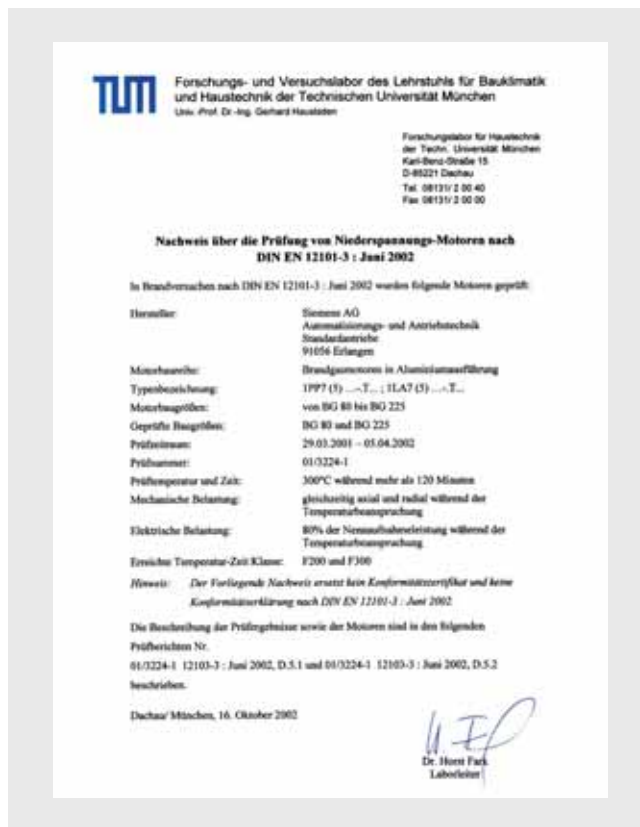 TUM
Forschungs- und Versuchslabor des Lehrstuhls für Bauklimatik
und Haustechnik der Technischen Universität München
Univ.-Prof. Dr.-Ing. Gerhard Hausladen
Forschungslabor für Haustechnik
der Techn. Universität München
Karl-Benz-Straße 15
D-85221 Dachau
Tel. 08131/ 2 00 40
Fax 08131/ 2 00 00
Nachweis über die Prüfung von Niederspannungs-Motoren nach
DIN EN 12101-3 : Juni 2002
In Brandversuchen nach DIN EN 12101-3 : Juni 2002 wurden folgende Motoren geprüft:
Hersteller: Siemens AG
Automatisierungs- und Antriebstechnik
Standardantriebe
91056 Erlangen
Motorbaureihe: Brandgasmotoren in Aluminiumausführung
Typenbezeichnung: 1PP7 (5) ...-.T... ; 1LA7 (5) ...-.T...
Motorbaugrößen: von BG 80 bis BG 225
Geprüfte Baugrößen: BG 80 und BG 225
Prüfzeitraum: 29.03.2001 – 05.04.2002
Prüfnummer: 01/3224-1
Prüftemperatur und Zeit: 300°C während mehr als 120 Minuten
Mechanische Belastung: gleichzeitig axial und radial während der
Temperaturbeanspruchung
Elektrische Belastung: 80% der Nennaufnahmeleistung während der
Temperaturbeanspruchung
Erreichte Temperatur-Zeit Klasse: F200 und F300
Hinweis: Der Vorliegende Nachweis ersetzt kein Konformitätszertifikat und keine
Konformitätserklärung nach DIN EN 12101-3 : Juni 2002
Die Beschreibung der Prüfergebnisse sowie der Motoren sind in den folgenden
Prüfberichten Nr.
01/3224-1 12103-3 : Juni 2002, D.5.1 und 01/3224-1 12103-3 : Juni 2002, D.5.2
beschrieben.
Dachau/ München, 16. Oktober 2002
Dr. Horst
Laborleiter